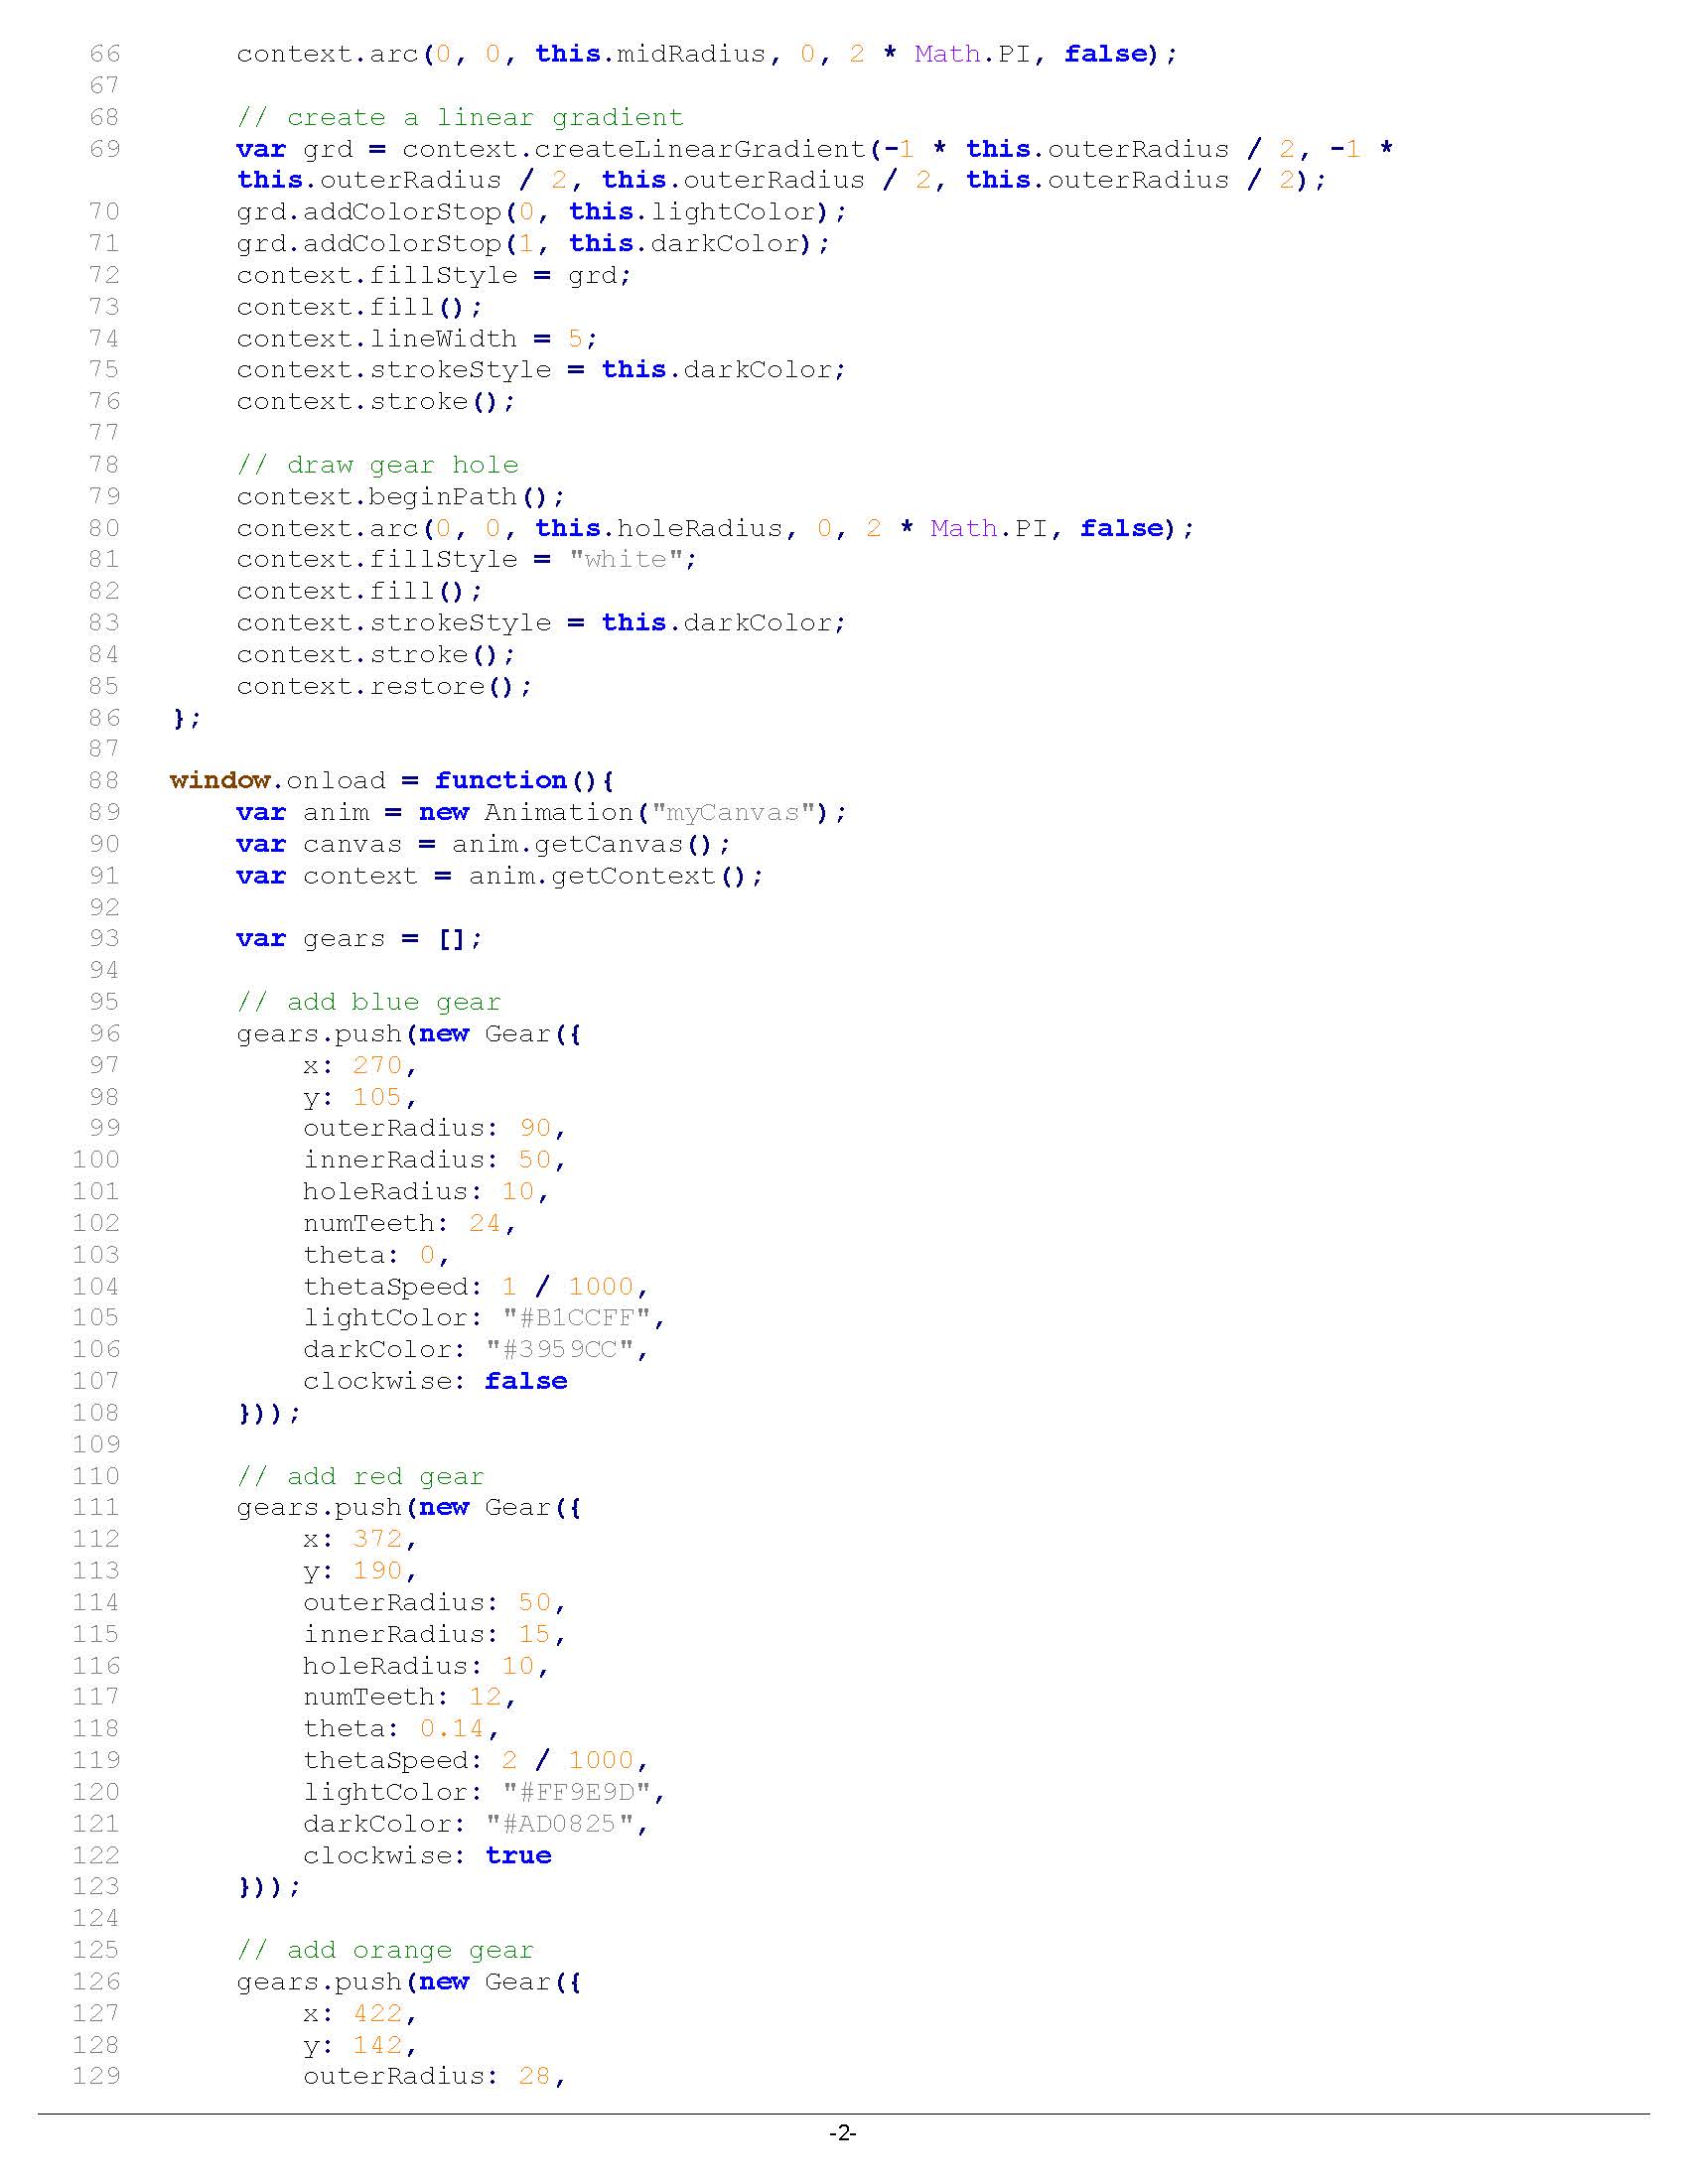 66 context.arc(0, 0, this.midRadius, 0, 2 * Math.PI, false);
67
68 // create a linear gradient
69 var grd = context.createLinearGradient(-1 * this.outerRadius / 2, -1 *
this.outerRadius / 2, this.outerRadius / 2, this.outerRadius / 2);
70 grd.addColorStop(0, this.lightColor);
71 grd.addColorStop(1, this.darkColor);
72 context.fillStyle = grd;
73 context.fill();
74 context.lineWidth = 5;
75 context.strokeStyle = this.darkColor;
76 context.stroke();
77
78 // draw gear hole
79 context.beginPath();
80 context.arc(0, 0, this.holeRadius, 0, 2 * Math.PI, false);
81 context.fillStyle = "white";
82 context.fill();
83 context.strokeStyle = this.darkColor;
84 context.stroke();
85 context.restore();
86 };
87
88 window.onload = function(){
89 var anim = new Animation("myCanvas");
90 var canvas = anim.getCanvas();
91 var context = anim.getContext();
92
93 var gears = [];
94
95 // add blue gear
96 gears.push(new Gear({
97 x: 270,
98 y: 105,
99 outerRadius: 90,
100 innerRadius: 50,
101 holeRadius: 10,
102 numTeeth: 24,
103 theta: 0,
104 thetaSpeed: 1 / 1000,
105 lightColor: "#B1CCFF",
106 darkColor: "#3959CC",
107 clockwise: false
108 }));
109
110 // add red gear
111 gears.push(new Gear({
112 x: 372,
113 y: 190,
114 outerRadius: 50,
115 innerRadius: 15,
116 holeRadius: 10,
117 numTeeth: 12,
118 theta: 0.14,
119 thetaSpeed: 2 / 1000,
120 lightColor: "#FF9E9D",
121 darkColor: "#AD0825",
122 clockwise: true
123 }));
124
125 // add orange gear
126 gears.push(new Gear({
127 x: 422,
128 y: 142,
129 outerRadius: 28,
-2-